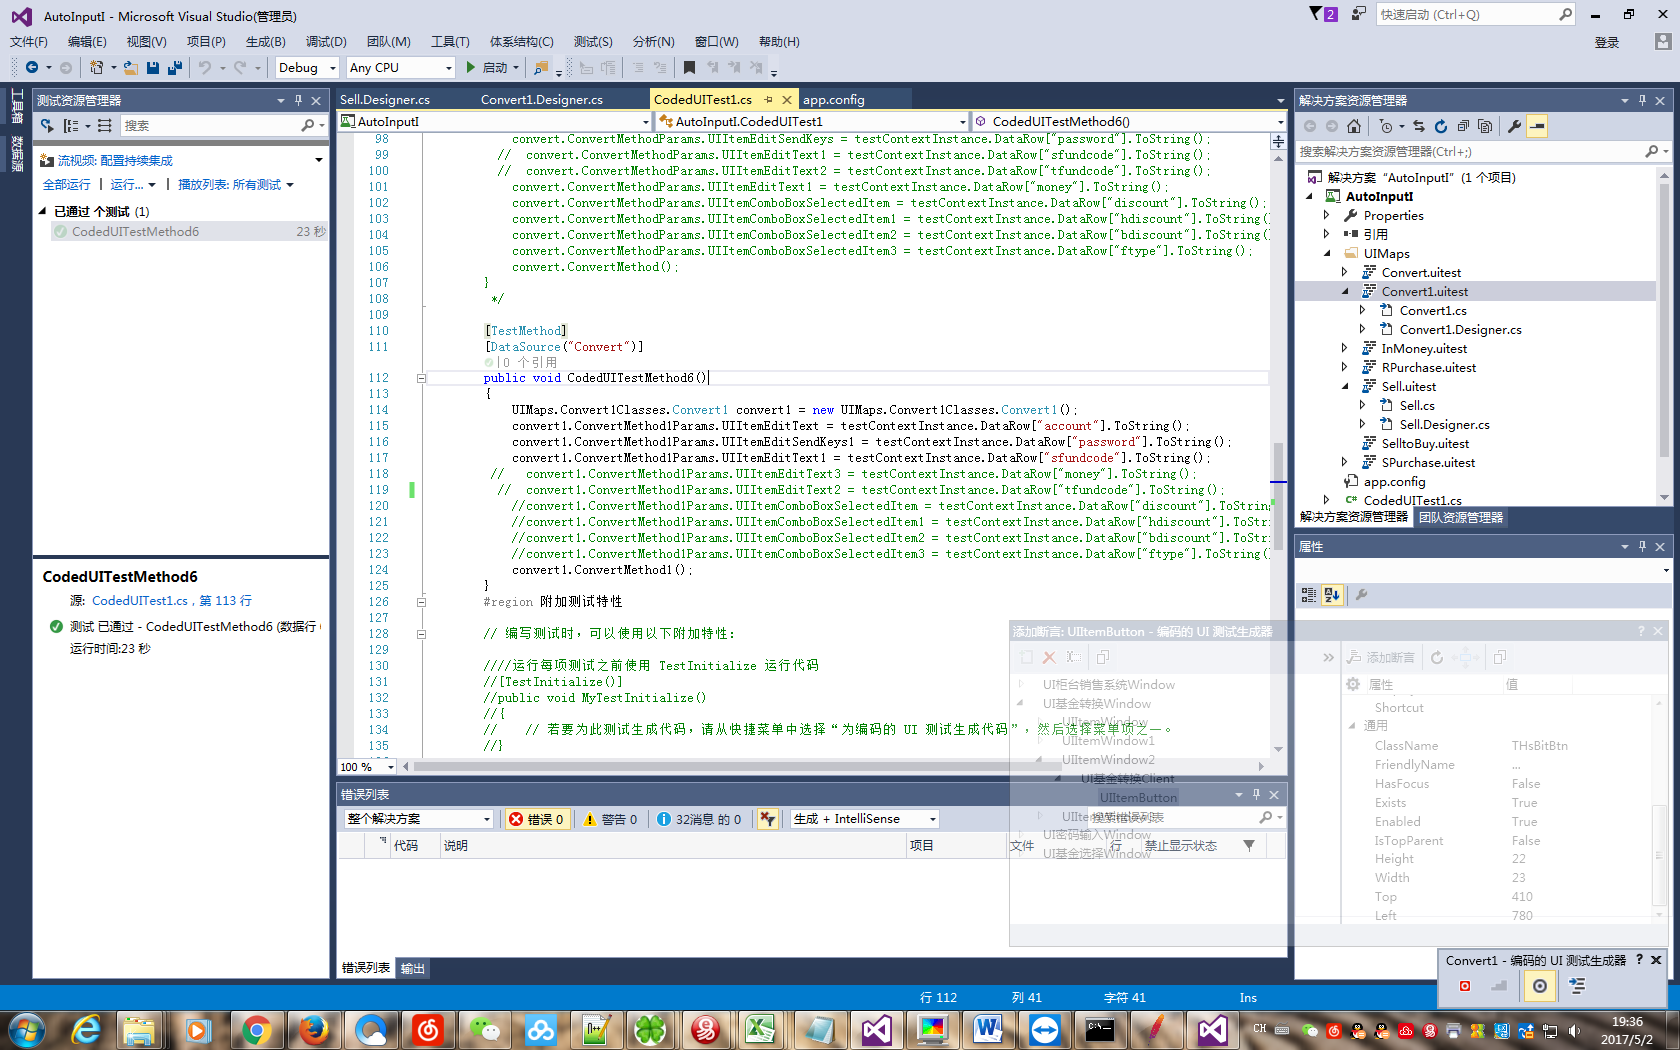 AutoInputI - Microsoft Visual Studio(管理员)
2
快速启动 (Ctrl+Q)
文件(F) 编辑(E) 视图(V) 项目(P) 生成(B) 调试(D) 团队(M) 工具(T) 体系结构(C) 测试(S) 分析(N) 窗口(W) 帮助(H)
登录
Debug Any CPU 启动
工具箱
数据源
测试资源管理器
搜索
流视频: 配置持续集成
全部运行 | 运行... | 播放列表: 所有测试
已通过 个测试 (1)
CodedUITestMethod6 23 秒
CodedUITestMethod6
源: CodedUITest1.cs , 第 113 行
测试 已通过 - CodedUITestMethod6 (数据行
运行时间:23 秒
Sell.Designer.cs Convert1.Designer.cs CodedUITest1.cs app.config
AutoInputI AutoInputI.CodedUITest1 CodedUITestMethod6()
98 convert.ConvertMethodParams.UIItemEditSendKeys = testContextInstance.DataRow["password"].ToString();
99 // convert.ConvertMethodParams.UIItemEditText1 = testContextInstance.DataRow["sfundcode"].ToString();
100 // convert.ConvertMethodParams.UIItemEditText2 = testContextInstance.DataRow["tfundcode"].ToString();
101 convert.ConvertMethodParams.UIItemEditText1 = testContextInstance.DataRow["money"].ToString();
102 convert.ConvertMethodParams.UIItemComboBoxSelectedItem = testContextInstance.DataRow["discount"].ToString();
103 convert.ConvertMethodParams.UIItemComboBoxSelectedItem1 = testContextInstance.DataRow["hdiscount"].ToString(
104 convert.ConvertMethodParams.UIItemComboBoxSelectedItem2 = testContextInstance.DataRow["bdiscount"].ToString(
105 convert.ConvertMethodParams.UIItemComboBoxSelectedItem3 = testContextInstance.DataRow["ftype"].ToString();
106 convert.ConvertMethod();
107 }
108 */
109
110 [TestMethod]
111 [DataSource("Convert")]
|0 个引用
112 public void CodedUITestMethod6()
113 {
114 UIMaps.Convert1Classes.Convert1 convert1 = new UIMaps.Convert1Classes.Convert1();
115 convert1.ConvertMethod1Params.UIItemEditText = testContextInstance.DataRow["account"].ToString();
116 convert1.ConvertMethod1Params.UIItemEditSendKeys1 = testContextInstance.DataRow["password"].ToString();
117 convert1.ConvertMethod1Params.UIItemEditText1 = testContextInstance.DataRow["sfundcode"].ToString();
118 // convert1.ConvertMethod1Params.UIItemEditText3 = testContextInstance.DataRow["money"].ToString();
119 // convert1.ConvertMethod1Params.UIItemEditText2 = testContextInstance.DataRow["tfundcode"].ToString();
120 //convert1.ConvertMethod1Params.UIItemComboBoxSelectedItem = testContextInstance.DataRow["discount"].ToString
121 //convert1.ConvertMethod1Params.UIItemComboBoxSelectedItem1 = testContextInstance.DataRow["hdiscount"].ToStri
122 //convert1.ConvertMethod1Params.UIItemComboBoxSelectedItem2 = testContextInstance.DataRow["bdiscount"].ToStri
123 //convert1.ConvertMethod1Params.UIItemComboBoxSelectedItem3 = testContextInstance.DataRow["ftype"].ToString(
124 convert1.ConvertMethod1();
125 }
126 #region 附加测试特性
127
128 // 编写测试时，可以使用以下附加特性:
129
130 ////运行每项测试之前使用 TestInitialize 运行代码
131 //[TestInitialize()]
132 //public void MyTestInitialize()
133 //{
134 // // 若要为此测试生成代码，请从快捷菜单中选择“为编码的 UI 测试生成代码”，然后选择菜单项之一。
135 //}
100 %
错误列表
整个解决方案 错误 0 警告 0 32消息 的 0 生成 + IntelliSense 搜索错误列表
代码 说明 项目 文件 行 禁止显示状态
错误列表 输出
解决方案资源管理器
搜索解决方案资源管理器(Ctrl+;)
解决方案 "AutoInputI" (1 个项目)
AutoInputI
Properties
引用
UIMaps
Convert.uitest
Convert1.uitest
Convert1.cs
Convert1.Designer.cs
InMoney.uitest
RPurchase.uitest
Sell.uitest
Sell.cs
Sell.Designer.cs
SelltoBuy.uitest
SPurchase.uitest
app.config
CodedUITest1.cs
解决方案资源管理器 团队资源管理器
属性
添加断言: UIItemButton - 编码的 UI 测试生成器
添加断言
UI柜台销售系统Window
UI基金转换Window
UIItemWindow
UIItemWindow1
UIItemWindow2
UI基金转换Client
UIItemButton
UI密码输入Window
UI基金选择Window
属性 值
Shortcut
通用
ClassName THsBitBtn
FriendlyName ...
HasFocus False
Exists True
Enabled True
IsTopParent False
Height 22
Width 23
Top 410
Left 780
Convert1 - 编码的 UI 测试生成器
行 112 列 41 字符 41 Ins
CH
19:36
2017/5/2